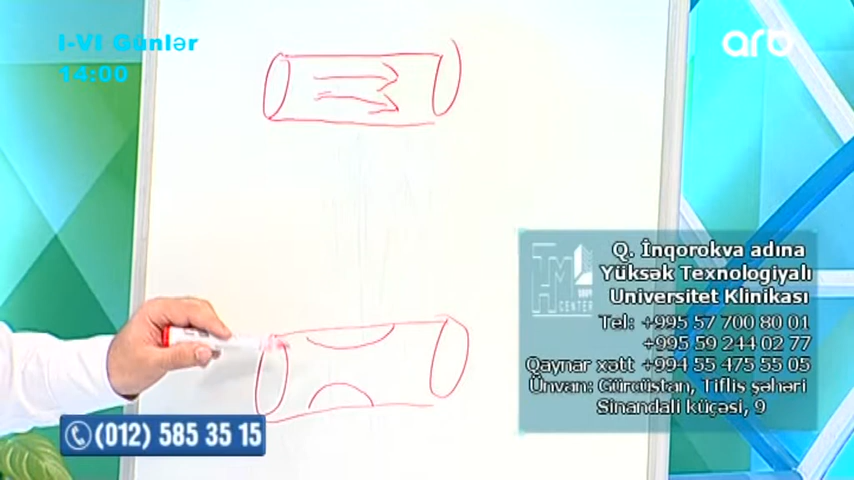 I-VI Günlər
14:00
arb
HTM
CENTER
Q. İnqorokva adına
Yüksək Texnologiyalı
Universitet Klinikası
Tel: +995 57 700 80 01
+995 59 244 02 77
Qaynar xətt +994 55 475 55 05
Ünvan: Gürcüstan, Tiflis şəhəri
Sinandali küçəsi, 9
(012) 585 35 15